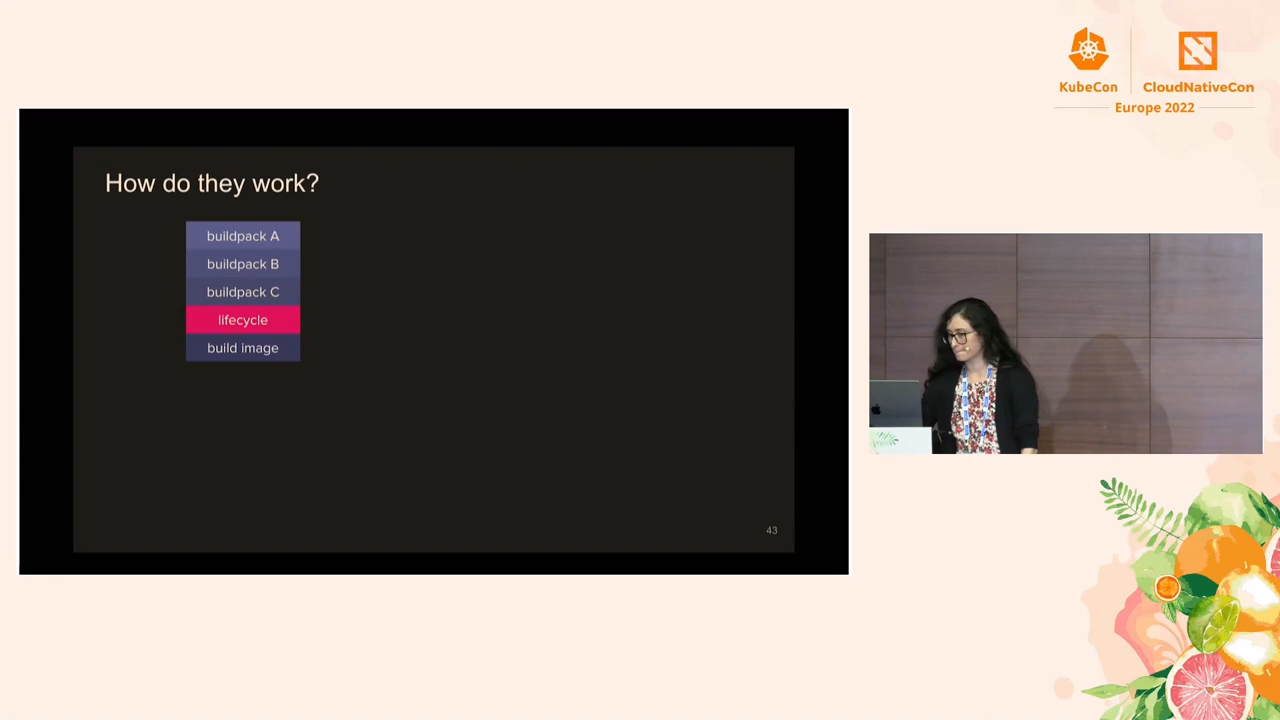 KubeCon
CloudNativeCon
Europe 2022
How do they work?
buildpack A
buildpack B
buildpack C
lifecycle
build image
43